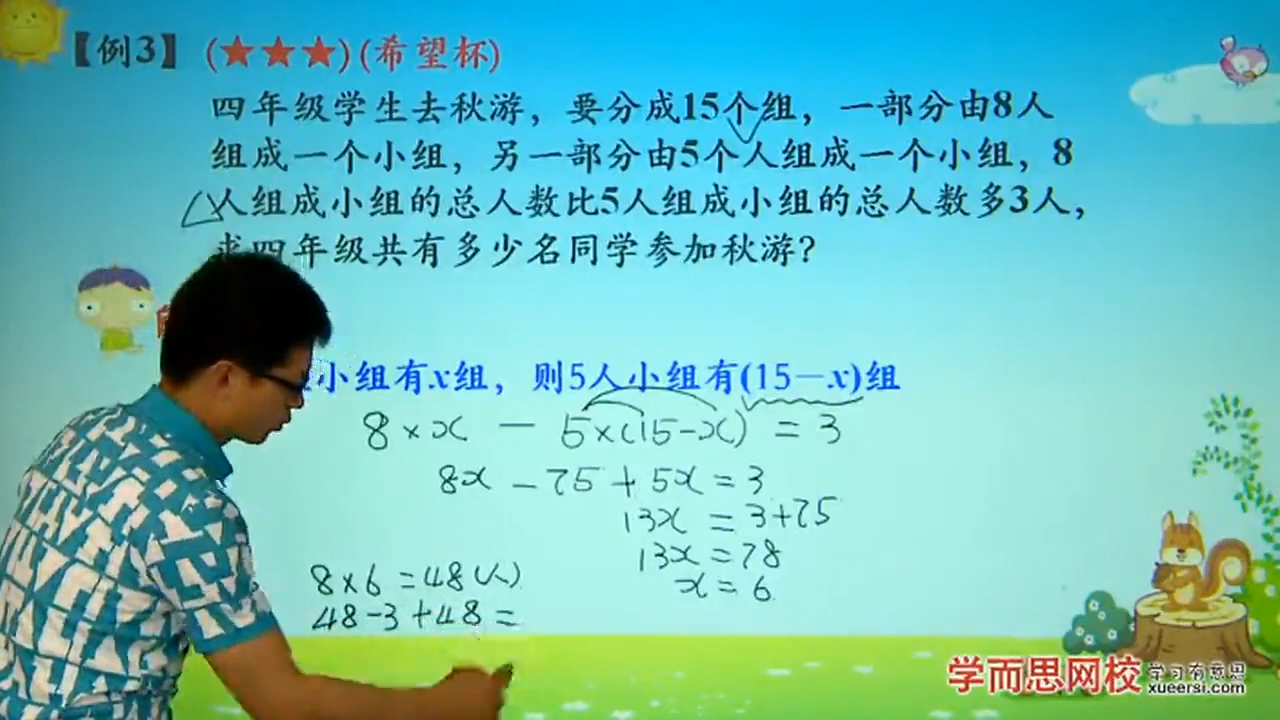 【例3】(★★★)(希望杯)
四年级学生去秋游，要分成15个组，一部分由8人
组成一个小组，另一部分由5个人组成一个小组，8
人组成小组的总人数比5人组成小组的总人数多3人，
求四年级共有多少名同学参加秋游？
小组有x组，则5人小组有(15-x)组
8×x - 5×(15-x) = 3
8x - 75 + 5x = 3
13x = 3+75
13x = 78
x = 6
8×6 = 48(人)
48-3+48 =
学而思网校 学习有意思
xueersi.com